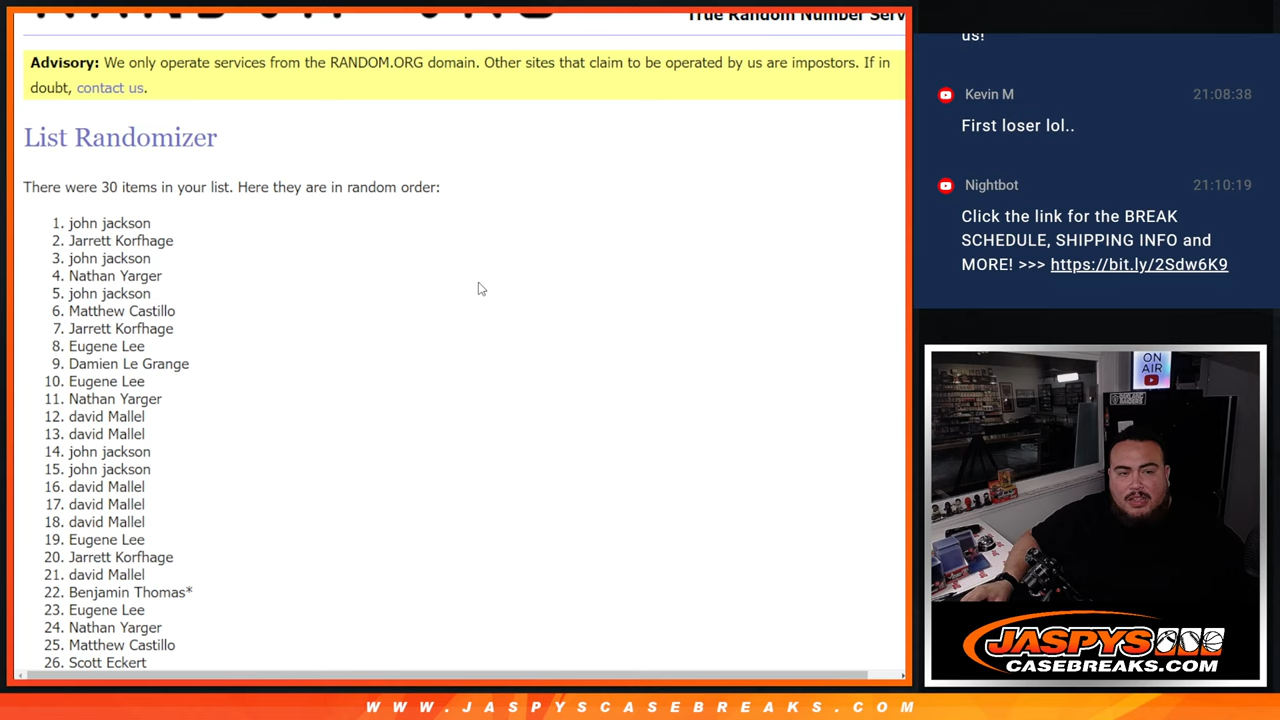 True Random Number Serv
Advisory: We only operate services from the RANDOM.ORG domain. Other sites that claim to be operated by us are impostors. If in
doubt, contact us.
List Randomizer
There were 30 items in your list. Here they are in random order:
1. john jackson
2. Jarrett Korfhage
3. john jackson
4. Nathan Yarger
5. john jackson
6. Matthew Castillo
7. Jarrett Korfhage
8. Eugene Lee
9. Damien Le Grange
10. Eugene Lee
11. Nathan Yarger
12. david Mallel
13. david Mallel
14. john jackson
15. john jackson
16. david Mallel
17. david Mallel
18. david Mallel
19. Eugene Lee
20. Jarrett Korfhage
21. david Mallel
22. Benjamin Thomas*
23. Eugene Lee
24. Nathan Yarger
25. Matthew Castillo
26. Scott Eckert
us!
Kevin M 21:08:38
First loser lol..
Nightbot 21:10:19
Click the link for the BREAK
SCHEDULE, SHIPPING INFO and
MORE! >>> https://bit.ly/2Sdw6K9
ON
AIR
JASPYS
CASEBREAKS.COM
WWW.JASPYSCASEBREAKS.COM